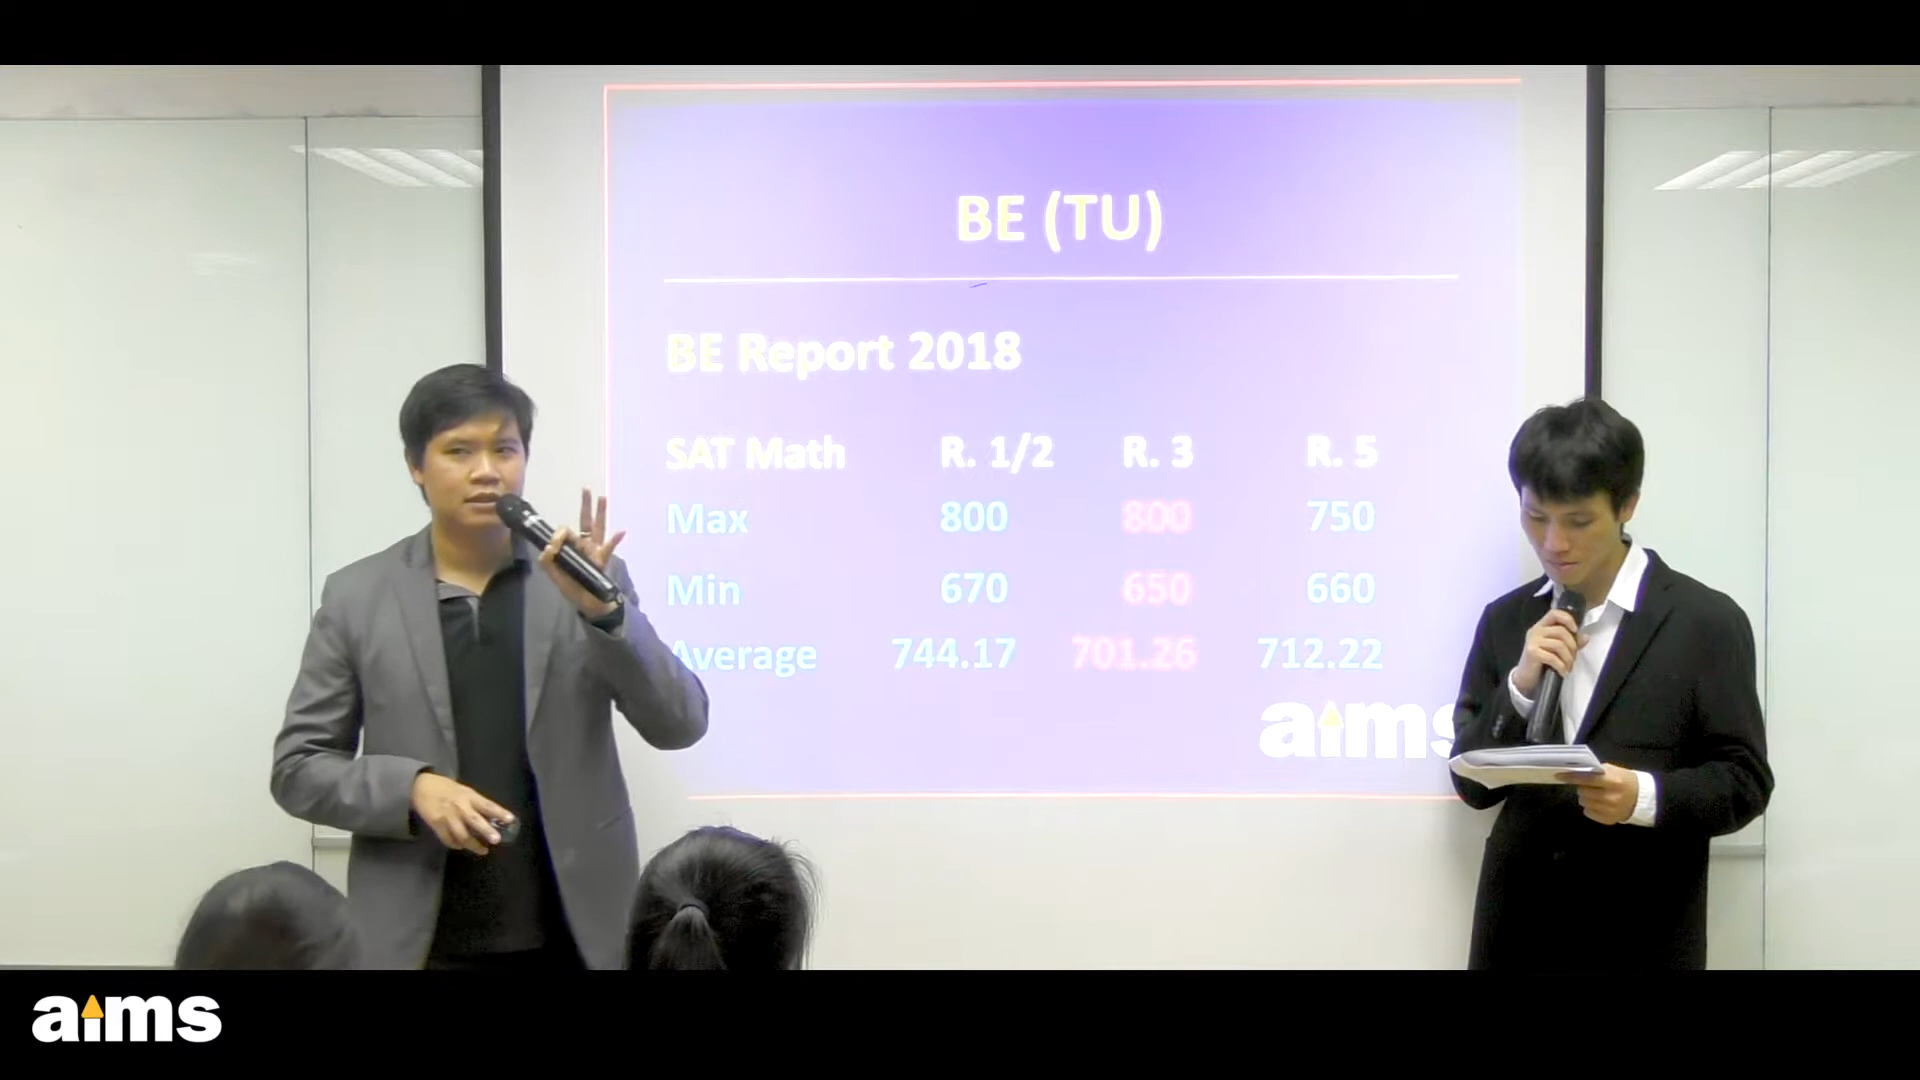 BE (TU)
BE Report 2018
SAT Math R. 1/2 R. 3 R. 5
Max 800 800 750
Min 670 650 660
Average 744.17 701.26 712.22
aims
aims